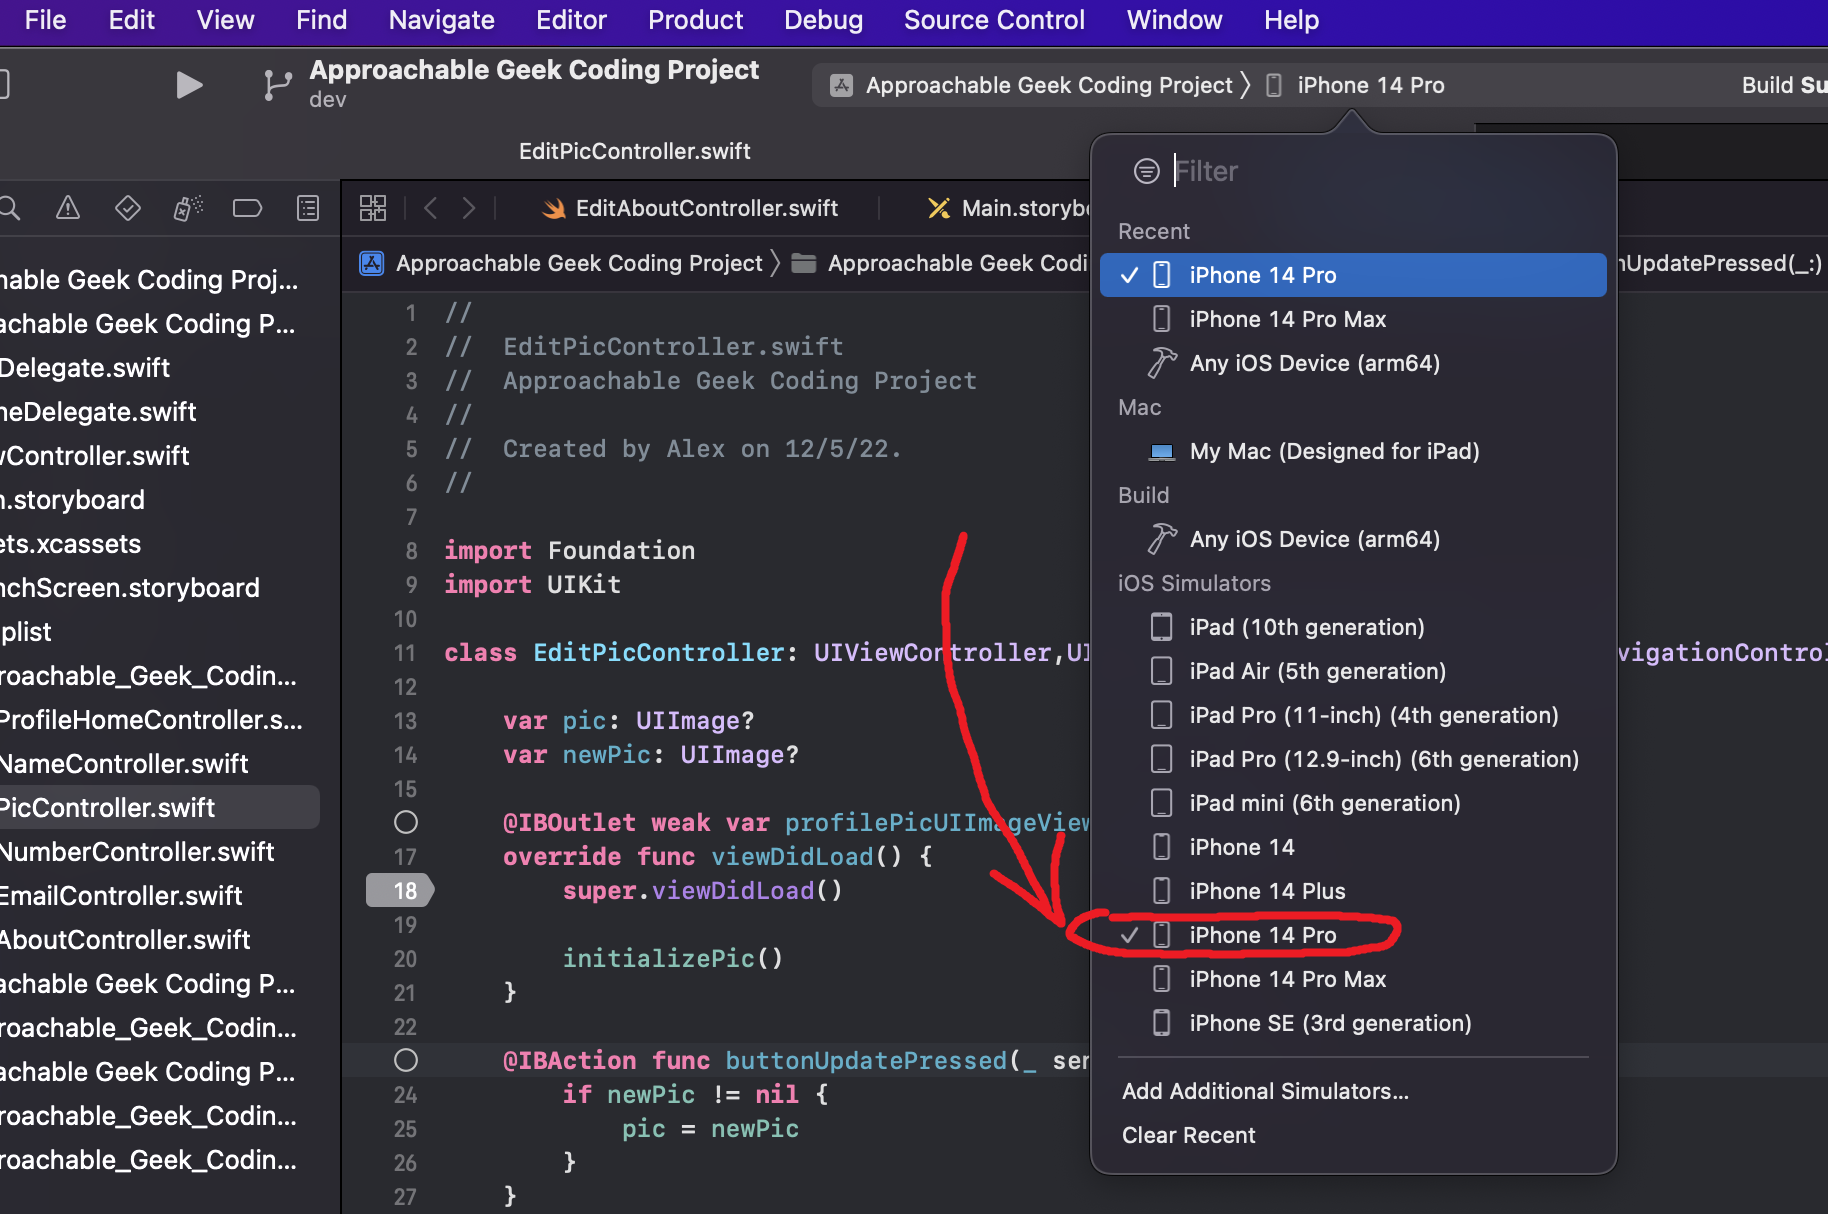 File Edit View Find Navigate Editor Product Debug Source Control Window Help
Approachable Geek Coding Project
dev
Approachable Geek Coding Project iPhone 14 Pro
Build Su
EditPicController.swift
EditAboutController.swift
Main.storybo
Approachable Geek Coding Project Approachable Geek Codi
nUpdatePressed(_:)
hable Geek Coding Proj...
achable Geek Coding P...
Delegate.swift
neDelegate.swift
wController.swift
n.storyboard
ets.xcassets
nchScreen.storyboard
plist
roachable_Geek_Codin...
ProfileHomeController.s...
NameController.swift
PicController.swift
NumberController.swift
EmailController.swift
AboutController.swift
achable Geek Coding P...
roachable_Geek_Codin...
achable Geek Coding P...
roachable_Geek_Codin...
roachable_Geek_Codin...
1 //
2 // EditPicController.swift
3 // Approachable Geek Coding Project
4 //
5 // Created by Alex on 12/5/22.
6 //
7
8 import Foundation
9 import UIKit
10
11 class EditPicController: UIViewController,UI
vigationControl
12
13 var pic: UIImage?
14 var newPic: UIImage?
15
@IBOutlet weak var profilePicUIImageView
17 override func viewDidLoad() {
18 super.viewDidLoad()
19
20 initializePic()
21 }
22
@IBAction func buttonUpdatePressed(_ sen
24 if newPic != nil {
25 pic = newPic
26 }
27 }
Filter
Recent
iPhone 14 Pro
iPhone 14 Pro Max
Any iOS Device (arm64)
Mac
My Mac (Designed for iPad)
Build
Any iOS Device (arm64)
iOS Simulators
iPad (10th generation)
iPad Air (5th generation)
iPad Pro (11-inch) (4th generation)
iPad Pro (12.9-inch) (6th generation)
iPad mini (6th generation)
iPhone 14
iPhone 14 Plus
iPhone 14 Pro
iPhone 14 Pro Max
iPhone SE (3rd generation)
Add Additional Simulators...
Clear Recent